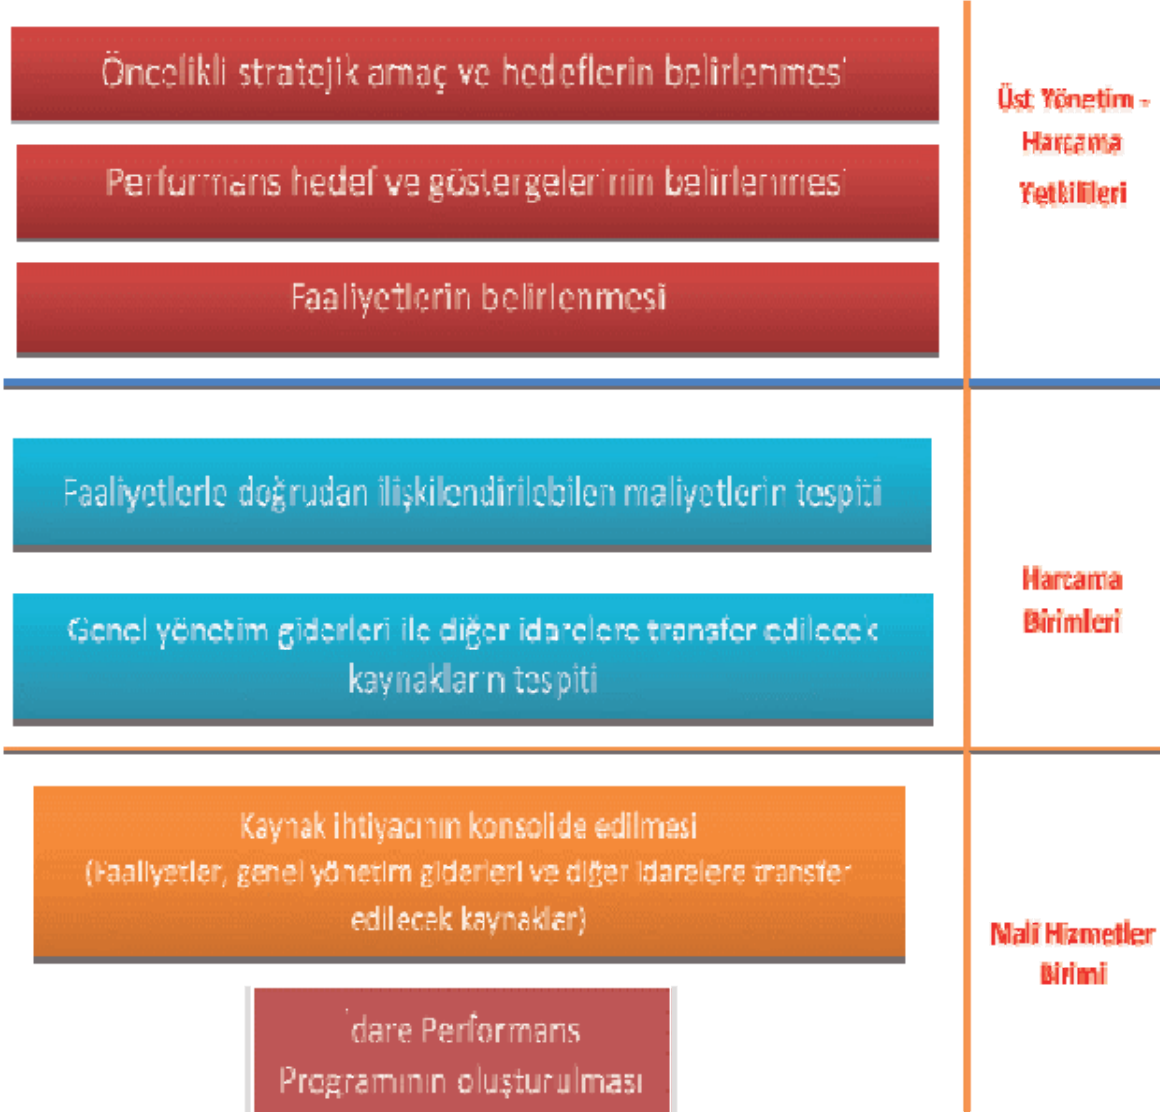 Öncelikli stratejik amaç ve hedeflerin belirlenmesi
Performans hedef ve göstergelerinin belirlenmesi
Faaliyetlerin belirlenmesi
Üst Yönetim -
Harcama
Yetkilileri
Faaliyetlerle doğrudan ilişkilendirilebilen maliyetlerin tespiti
Genel yönetim giderleri ile diğer idarelere transfer edilecek
kaynakların tespiti
Harcama
Birimleri
Kaynak ihtiyacının konsolide edilmesi
(Faaliyetler, genel yönetim giderleri ve diğer idarelere transfer
edilecek kaynaklar)
Mali Hizmetler
Birimi
İdare Performans
Programının oluşturulması